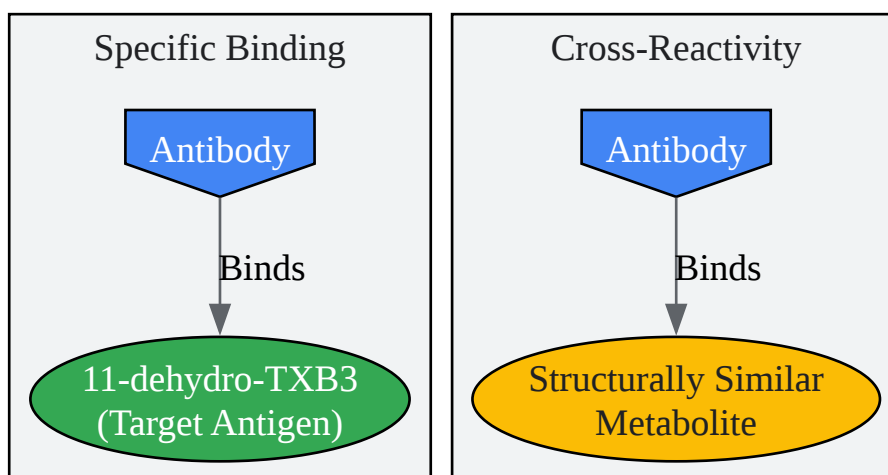 Specific Binding
Antibody
Binds
11-dehydro-TXB3
(Target Antigen)
Cross-Reactivity
Antibody
Binds
Structurally Similar
Metabolite